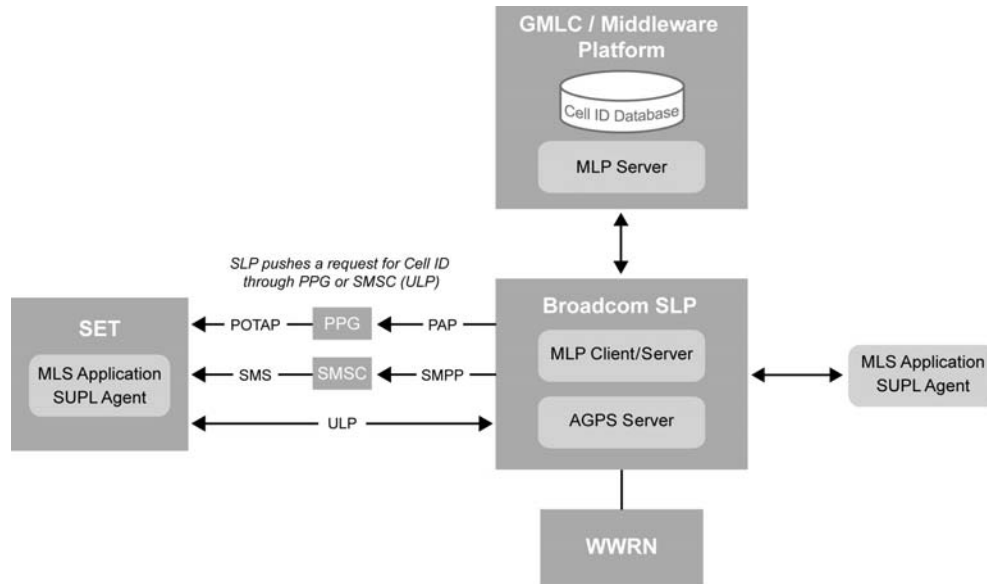 GMLC / Middleware
Platform
Cell ID Database
MLP Server
SLP pushes a request for Cell ID
through PPG or SMSC (ULP)
SET
MLS Application
SUPL Agent
POTAP
PPG
PAP
SMS
SMSC
SMPP
ULP
Broadcom SLP
MLP Client/Server
AGPS Server
MLS Application
SUPL Agent
WWRN